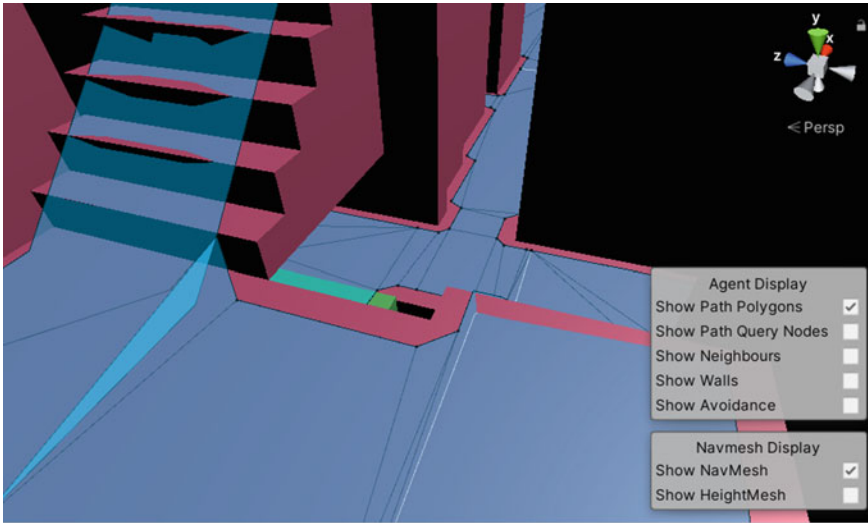 y
x
z
Persp
Agent Display
Show Path Polygons
Show Path Query Nodes
Show Neighbours
Show Walls
Show Avoidance
Navmesh Display
Show NavMesh
Show HeightMesh